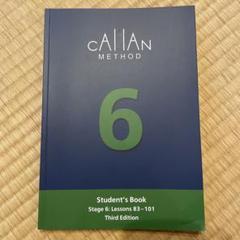 CALLAN
METHOD
6
Student's Book
Stage 6: Lessons 83–101
Third Edition